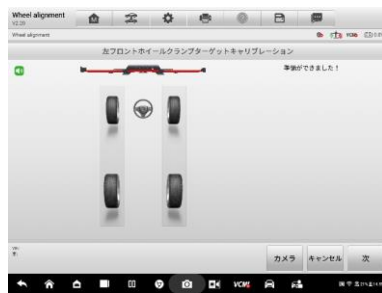 Wheel alignment
Wheel alignment
左フロントホイールクランプターゲットキャリブレーション
準備ができました！
カメラ
キャンセル
次
VCMI